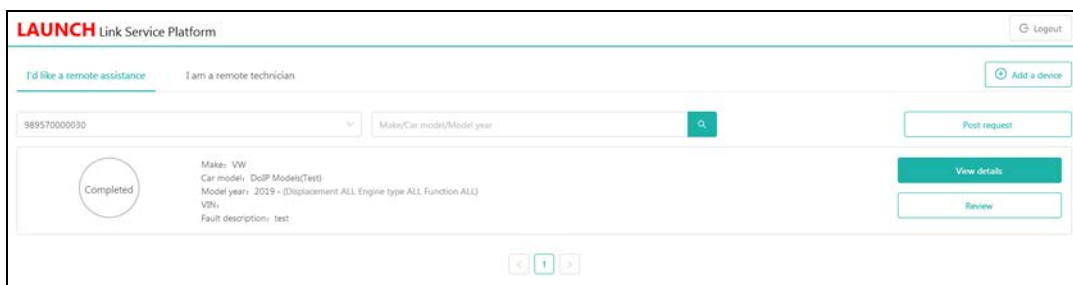 LAUNCH Link Service Platform
Logout
I'd like a remote assistance
I am a remote technician
Add a device
989570000030
Make/Car model/Model year
Post request
Completed
Make: VW
Car model: DoIP Models(Test)
Model year: 2019 - (Displacement ALL Engine type ALL Function ALL)
VIN:
Fault description: test
View details
Review
< 1 >